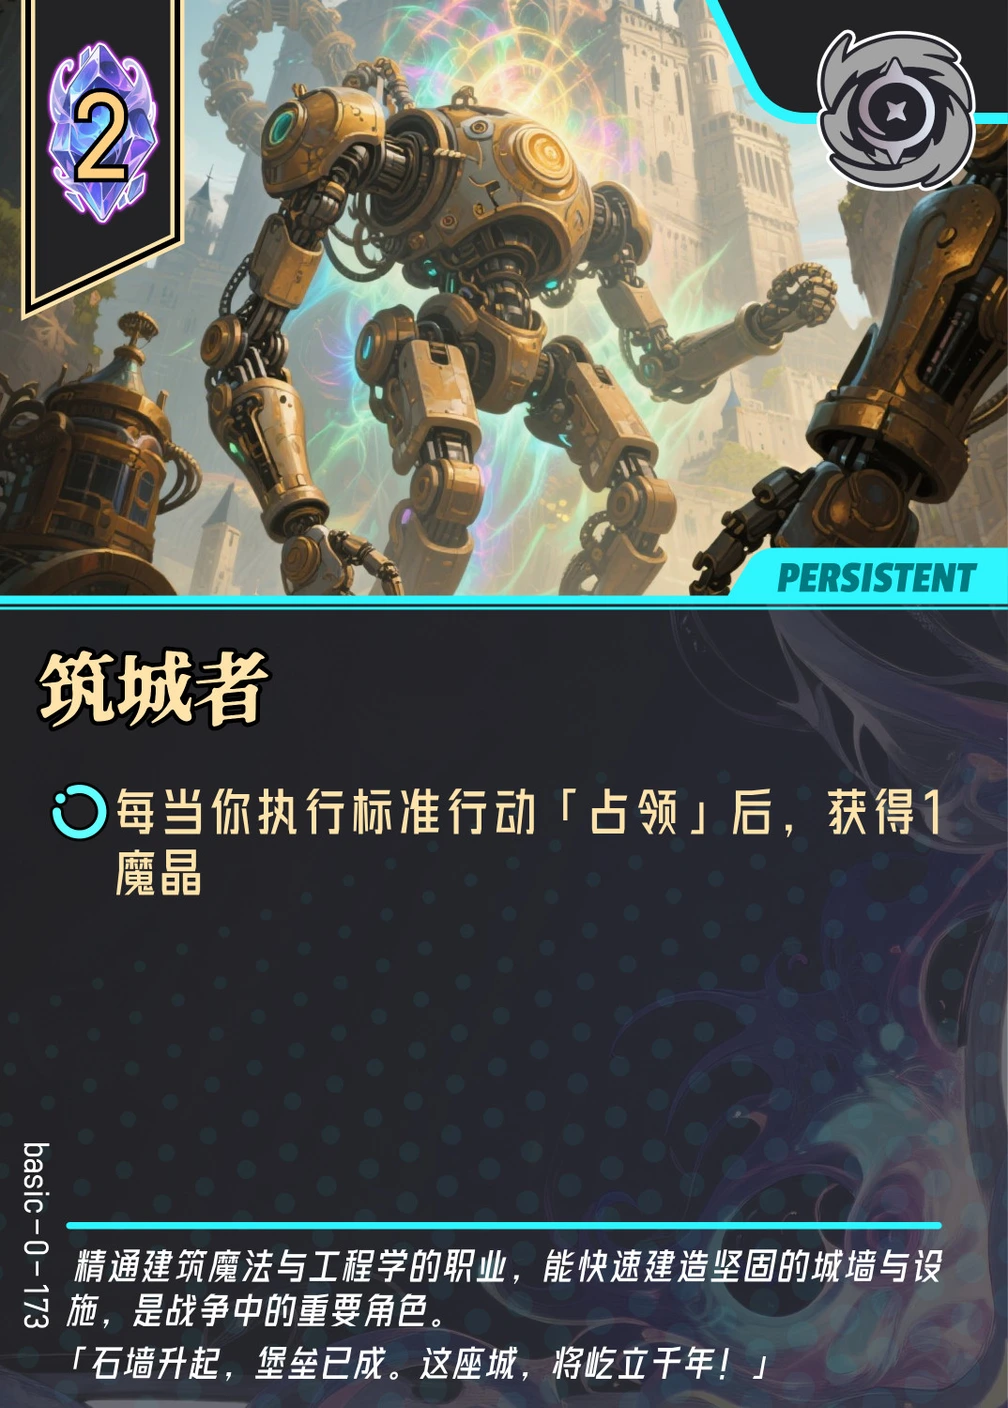 2
PERSISTENT
筑城者
每当你执行标准行动「占领」后，获得1
魔晶
basic-0-173
精通建筑魔法与工程学的职业，能快速建造坚固的城墙与设
施，是战争中的重要角色。
「石墙升起，堡垒已成。这座城，将屹立千年！」